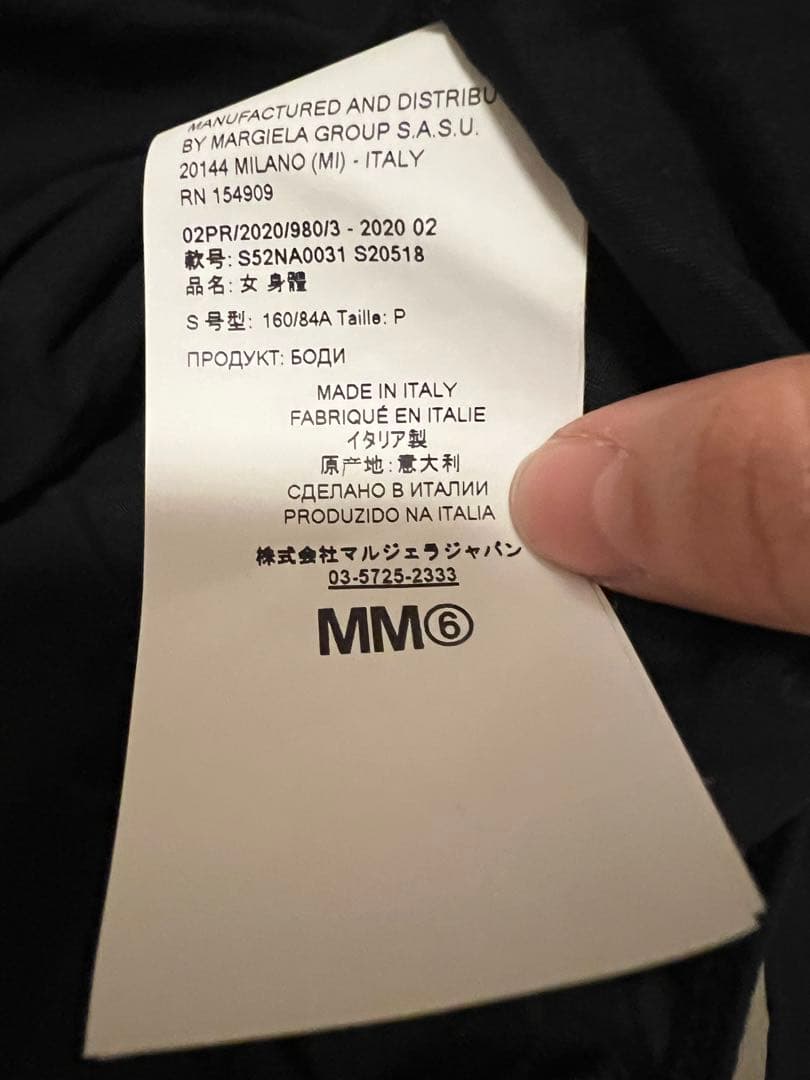 MANUFACTURED AND DISTRIBU
BY MARGIELA GROUP S.A.S.U.
20144 MILANO (MI) - ITALY
RN 154909
02PR/2020/980/3 - 2020 02
款号: S52NA0031 S20518
品名: 女 身體
S 号型: 160/84A Taille: P
ПРОДУКТ: БОДИ
MADE IN ITALY
FABRIQUÉ EN ITALIE
イタリア製
原产地:意大利
СДЕЛАНО В ИТАЛИИ
PRODUZIDO NA ITALIA
株式会社マルジェラジャパン
03-5725-2333
MM⑥